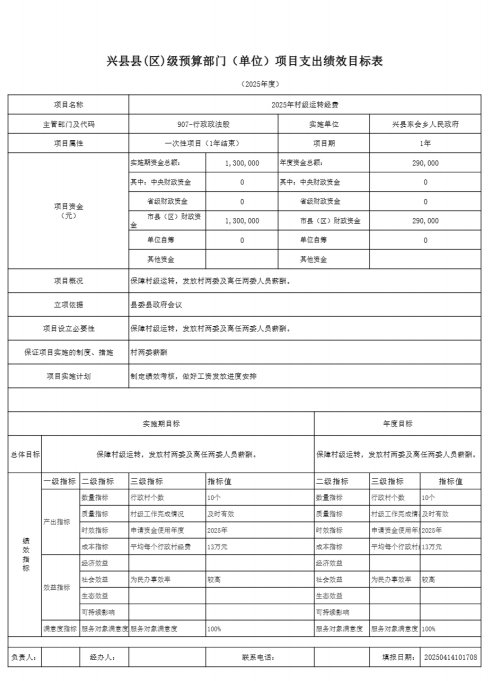 兴县县(区)级预算部门（单位）项目支出绩效目标表
（2025年度）
项目名称 2025年村级运转经费
主管部门及代码 907-行政政法股 实施单位 兴县东会乡人民政府
项目属性 一次性项目（1年结束） 项目期 1年
项目资金（元） 实施期资金总额： 1,300,000 年度资金总额： 290,000
其中：中央财政资金 0 其中：中央财政资金 0
省级财政资金 0 省级财政资金 0
市县（区）财政资金 1,300,000 市县（区）财政资金 290,000
单位自筹 0 单位自筹 0
其他资金 其他资金
项目概况 保障村级运转，发放村两委及离任两委人员薪酬。
立项依据 县委县政府会议
项目设立必要性 保障村级运转，发放村两委及离任两委人员薪酬。
保证项目实施的制度、措施 村两委薪酬
项目实施计划 制定绩效考核，做好工资发放进度安排
实施期目标 年度目标
总体目标 保障村级运转，发放村两委及离任两委人员薪酬。 保障村级运转，发放村两委及离任两委人员薪酬。
绩效指标 一级指标 二级指标 三级指标 指标值 二级指标 三级指标 指标值
产出指标 数量指标 行政村个数 10个 数量指标 行政村个数 10个
质量指标 村级工作完成情况 及时有效 质量指标 村级工作完成情况 及时有效
时效指标 申请资金使用年度 2025年 时效指标 申请资金使用年 2025年
成本指标 平均每个行政村经费 13万元 成本指标 平均每个行政村 13万元
效益指标 经济效益 经济效益
社会效益 为民办事效率 较高 社会效益 为民办事效率 较高
生态效益 生态效益
可持续影响 可持续影响
满意度指标 服务对象满意度 服务对象满意度 100% 服务对象满意度 服务对象满意度 100%
负责人： 经办人： 联系电话： 填报日期： 20250414101708